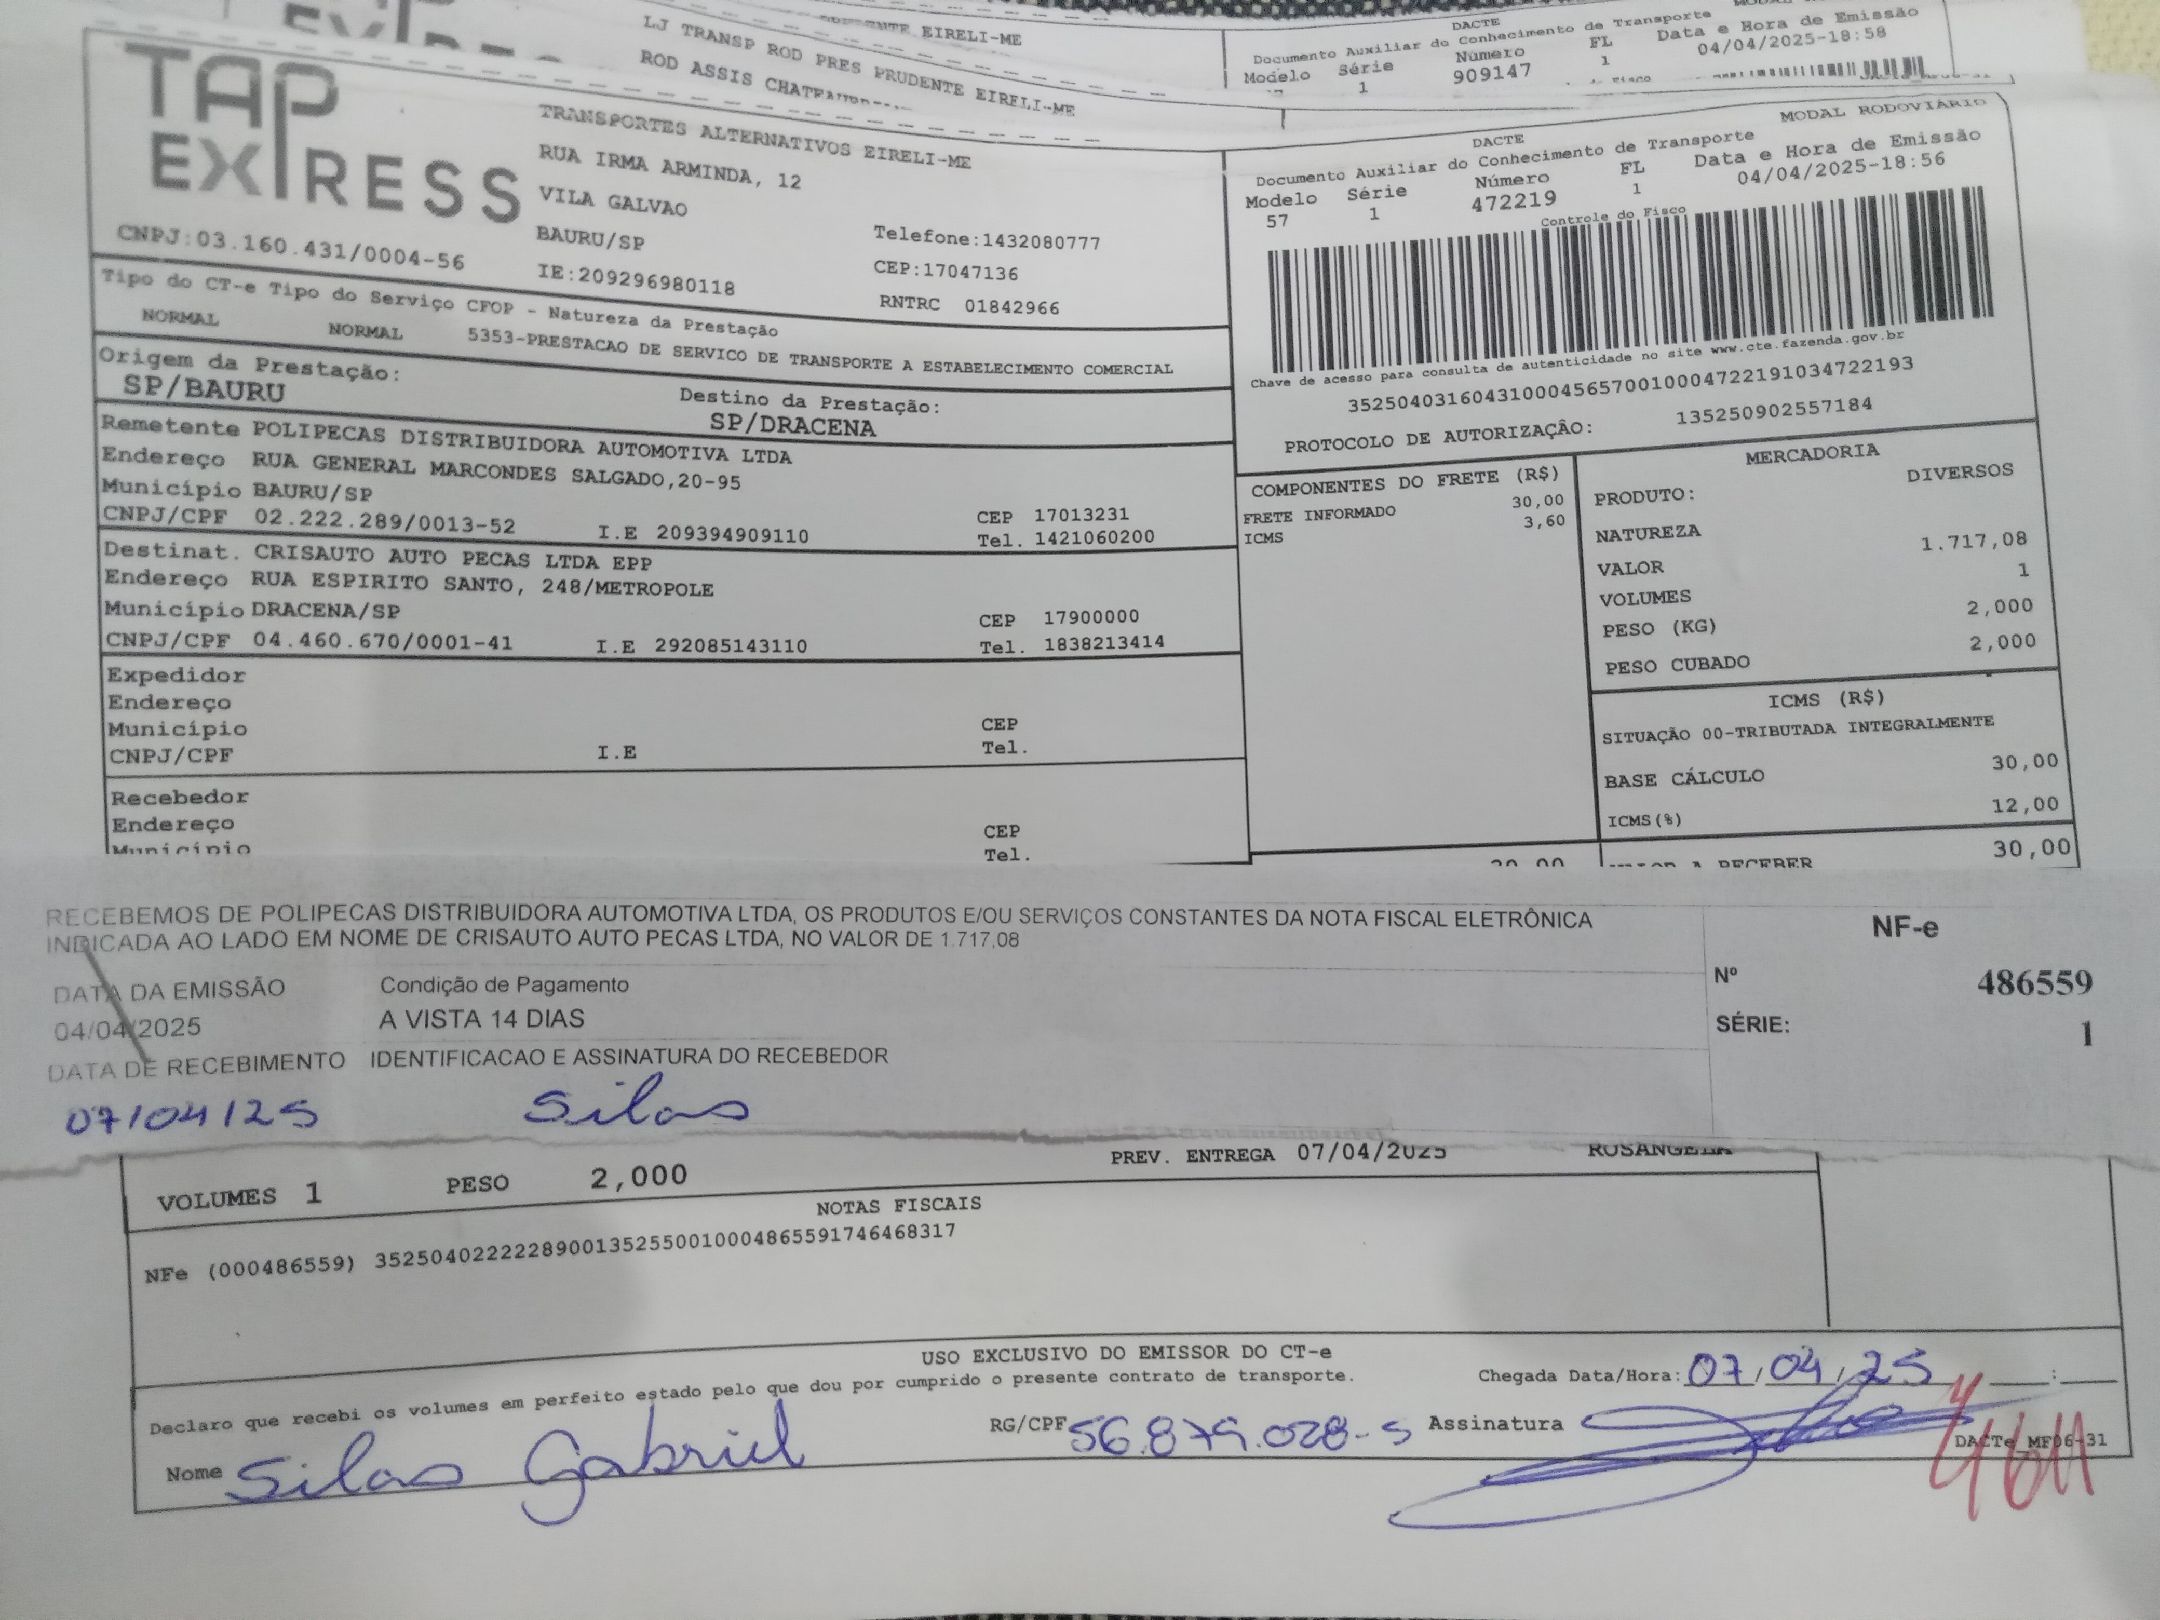 EIRELI-ME
LJ TRANSP ROD PRES PRUDENTE EIRELI-ME
ROD ASSIS
DACTE
Documento Auxiliar do Conhecimento de Transporte
Modelo Série Número FL Data e Hora de Emissão
1 909147 1 04/04/2025-18:58
TAP EXPRESS
TRANSPORTES ALTERNATIVOS EIRELI-ME
RUA IRMA ARMINDA, 12
VILA GALVAO
BAURU/SP Telefone:1432080777
CNPJ:03.160.431/0004-56
IE:209296980118 CEP:17047136
RNTRC 01842966
MODAL RODOVIÁRIO
DACTE
Documento Auxiliar do Conhecimento de Transporte
Modelo Série Número FL Data e Hora de Emissão
57 1 472219 1 04/04/2025-18:56
Controle do Fisco
Chave de acesso para consulta de autenticidade no site www.cte.fazenda.gov.br
35250403160431000456570010004722191034722193
PROTOCOLO DE AUTORIZAÇÃO: 135250902557184
Tipo do CT-e Tipo do Serviço CFOP - Natureza da Prestação
NORMAL NORMAL 5353-PRESTACAO DE SERVICO DE TRANSPORTE A ESTABELECIMENTO COMERCIAL
Origem da Prestação: Destino da Prestação:
SP/BAURU SP/DRACENA
Remetente POLIPECAS DISTRIBUIDORA AUTOMOTIVA LTDA
Endereço RUA GENERAL MARCONDES SALGADO,20-95
Município BAURU/SP CEP 17013231
CNPJ/CPF 02.222.289/0013-52 I.E 209394909110 Tel. 1421060200
Destinat. CRISAUTO AUTO PECAS LTDA EPP
Endereço RUA ESPIRITO SANTO, 248/METROPOLE
Município DRACENA/SP CEP 17900000
CNPJ/CPF 04.460.670/0001-41 I.E 292085143110 Tel. 1838213414
Expedidor
Endereço
Município CEP
CNPJ/CPF I.E Tel.
Recebedor
Endereço CEP
Município Tel.
COMPONENTES DO FRETE (R$)
FRETE INFORMADO 30,00
ICMS 3,60
MERCADORIA
PRODUTO: DIVERSOS
NATUREZA
VALOR 1.717,08
VOLUMES 1
PESO (KG) 2,000
PESO CUBADO 2,000
ICMS (R$)
SITUAÇÃO 00-TRIBUTADA INTEGRALMENTE
BASE CÁLCULO 30,00
ICMS(%) 12,00
30,00 VALOR A RECEBER 30,00
RECEBEMOS DE POLIPECAS DISTRIBUIDORA AUTOMOTIVA LTDA, OS PRODUTOS E/OU SERVIÇOS CONSTANTES DA NOTA FISCAL ELETRÔNICA
INDICADA AO LADO EM NOME DE CRISAUTO AUTO PECAS LTDA, NO VALOR DE 1.717,08
NF-e
Nº 486559
SÉRIE: 1
DATA DA EMISSÃO Condição de Pagamento
04/04/2025 A VISTA 14 DIAS
DATA DE RECEBIMENTO IDENTIFICACAO E ASSINATURA DO RECEBEDOR
07/04/25 Silas
VOLUMES 1 PESO 2,000 PREV. ENTREGA 07/04/2025 ROSANGELA
NOTAS FISCAIS
NFe (000486559) 35250402222289001352550010004865591746468317
USO EXCLUSIVO DO EMISSOR DO CT-e
Declaro que recebi os volumes em perfeito estado pelo que dou por cumprido o presente contrato de transporte. Chegada Data/Hora: 07/04/25 :
Nome Silas Gabriel RG/CPF 56.879.028-5 Assinatura
DACTe_MF06-31